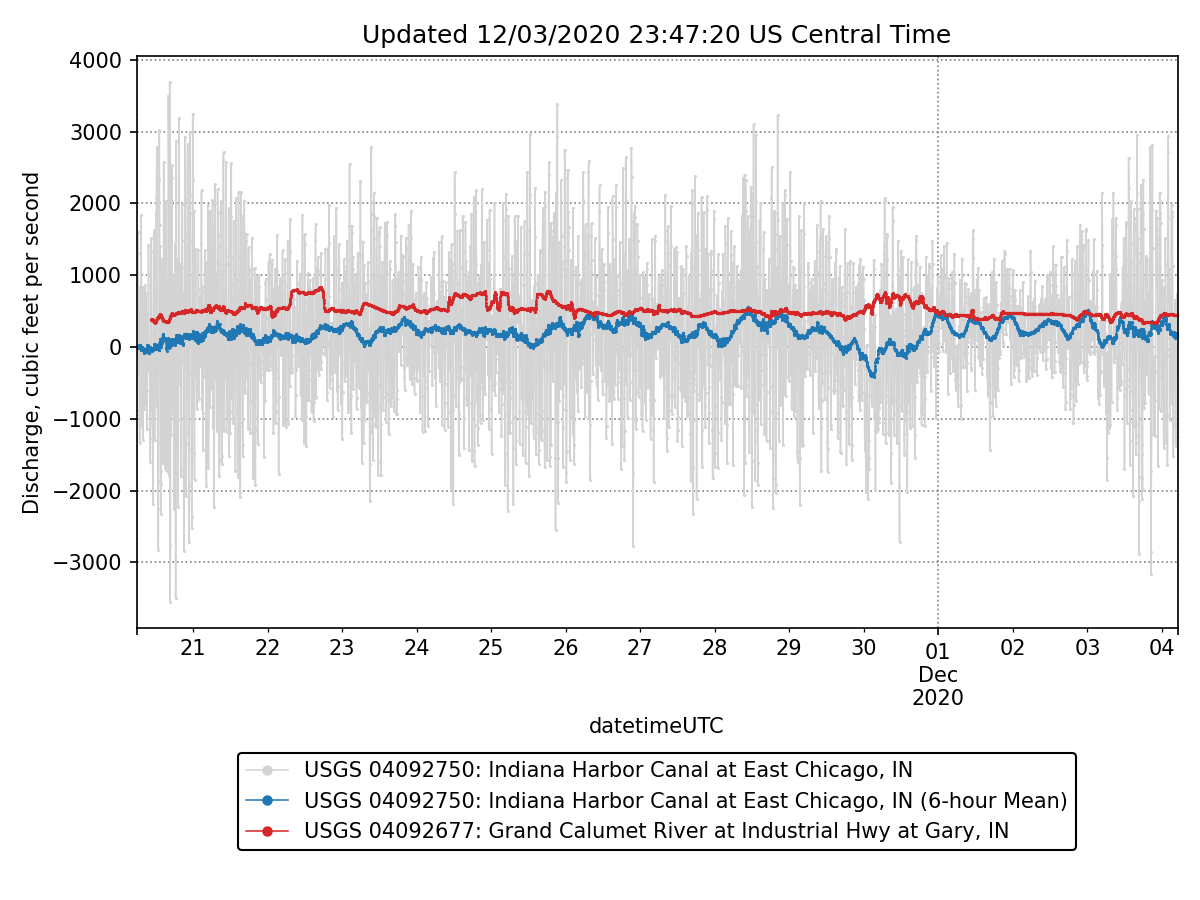 Updated 12/03/2020 23:47:20 US Central Time
Discharge, cubic feet per second
4000
3000
2000
1000
0
−1000
−2000
−3000
21 22 23 24 25 26 27 28 29 30 01 02 03 04
Dec
2020
datetimeUTC
USGS 04092750: Indiana Harbor Canal at East Chicago, IN
USGS 04092750: Indiana Harbor Canal at East Chicago, IN (6-hour Mean)
USGS 04092677: Grand Calumet River at Industrial Hwy at Gary, IN